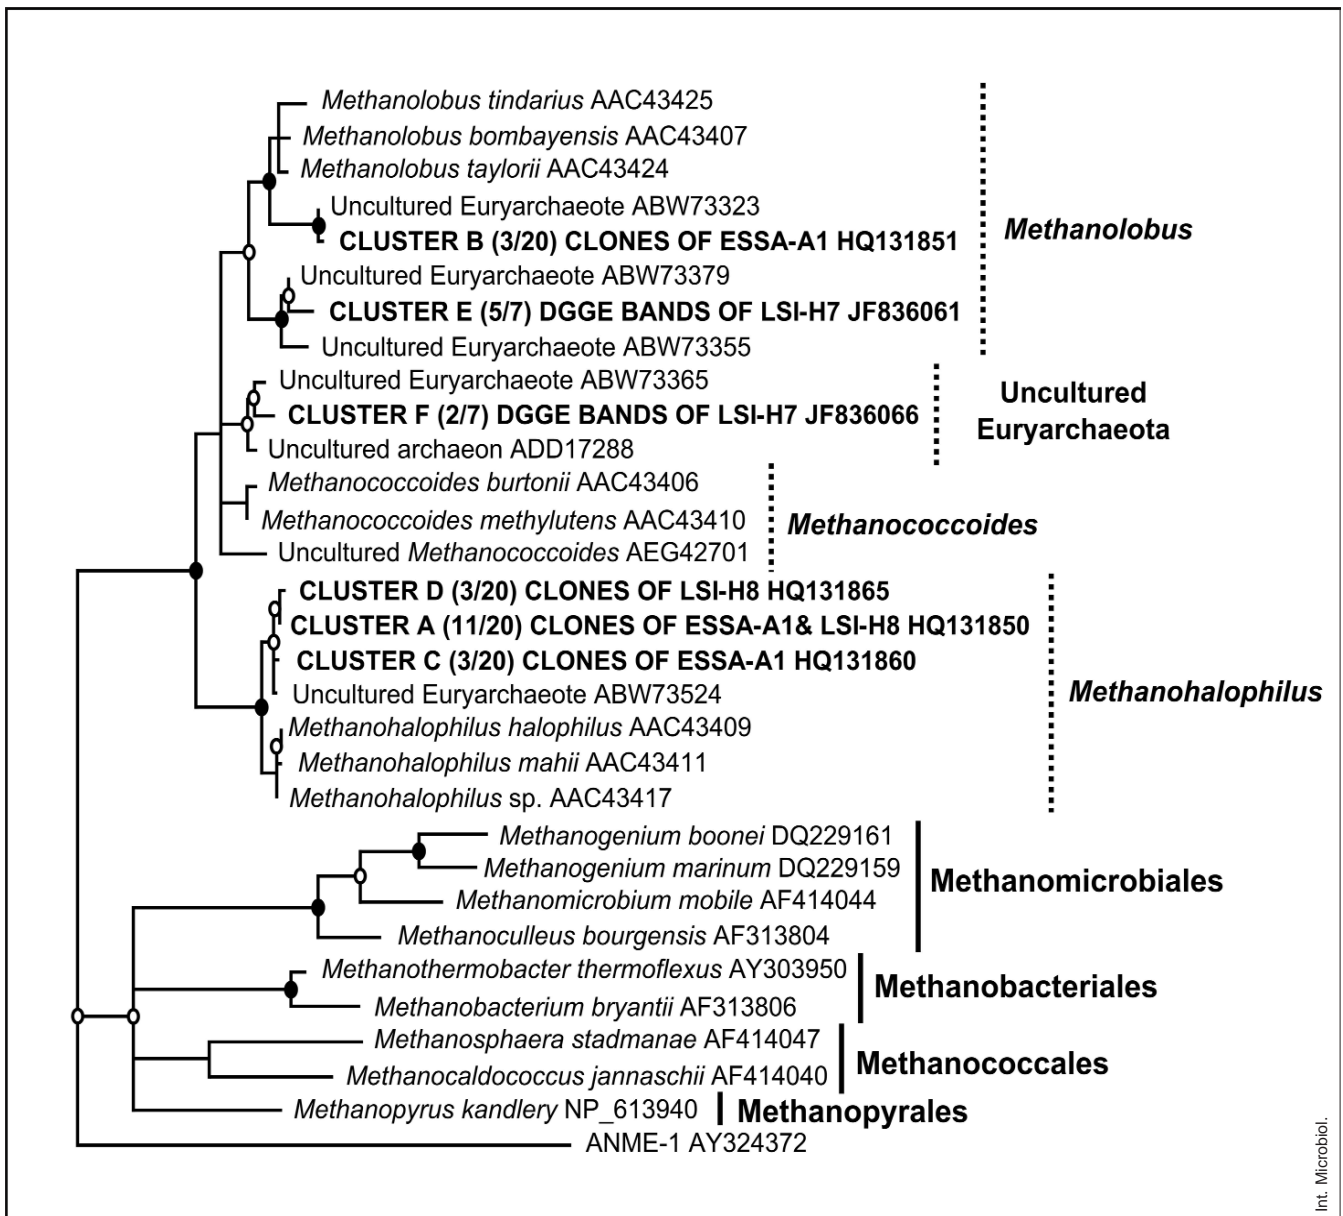 Methanolobus tindarius AAC43425
Methanolobus bombayensis AAC43407
Methanolobus taylorii AAC43424
Uncultured Euryarchaeote ABW73323
CLUSTER B (3/20) CLONES OF ESSA-A1 HQ131851
Methanolobus
Uncultured Euryarchaeote ABW73379
CLUSTER E (5/7) DGGE BANDS OF LSI-H7 JF836061
Uncultured Euryarchaeote ABW73355
Uncultured Euryarchaeote ABW73365
CLUSTER F (2/7) DGGE BANDS OF LSI-H7 JF836066
Uncultured archaeon ADD17288
Uncultured
Euryarchaeota
Methanococcoides burtonii AAC43406
Methanococcoides methylutens AAC43410
Uncultured Methanococcoides AEG42701
Methanococcoides
CLUSTER D (3/20) CLONES OF LSI-H8 HQ131865
CLUSTER A (11/20) CLONES OF ESSA-A1& LSI-H8 HQ131850
CLUSTER C (3/20) CLONES OF ESSA-A1 HQ131860
Uncultured Euryarchaeote ABW73524
Methanohalophilus halophilus AAC43409
Methanohalophilus mahii AAC43411
Methanohalophilus sp. AAC43417
Methanohalophilus
Methanogenium boonei DQ229161
Methanogenium marinum DQ229159
Methanomicrobium mobile AF414044
Methanoculleus bourgensis AF313804
Methanomicrobiales
Methanothermobacter thermoflexus AY303950
Methanobacterium bryantii AF313806
Methanobacteriales
Methanosphaera stadmanae AF414047
Methanocaldococcus jannaschii AF414040
Methanococcales
Methanopyrus kandlery NP_613940
Methanopyrales
ANME-1 AY324372
Int. Microbiol.